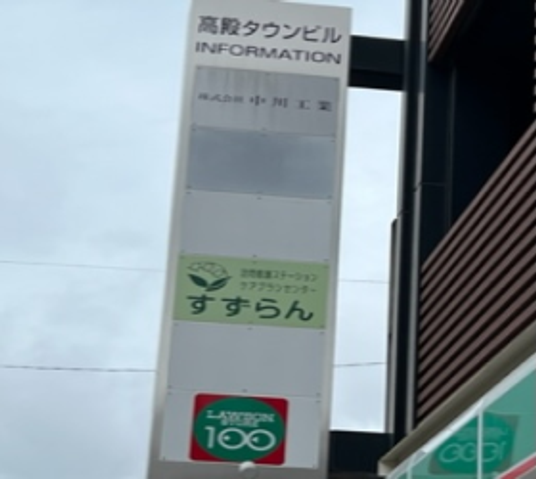 高殿タウンビル
INFORMATION
株式会社 中川工業
訪問看護ステーション
ケアプランセンター
すずらん
LAWSON
STORE
100